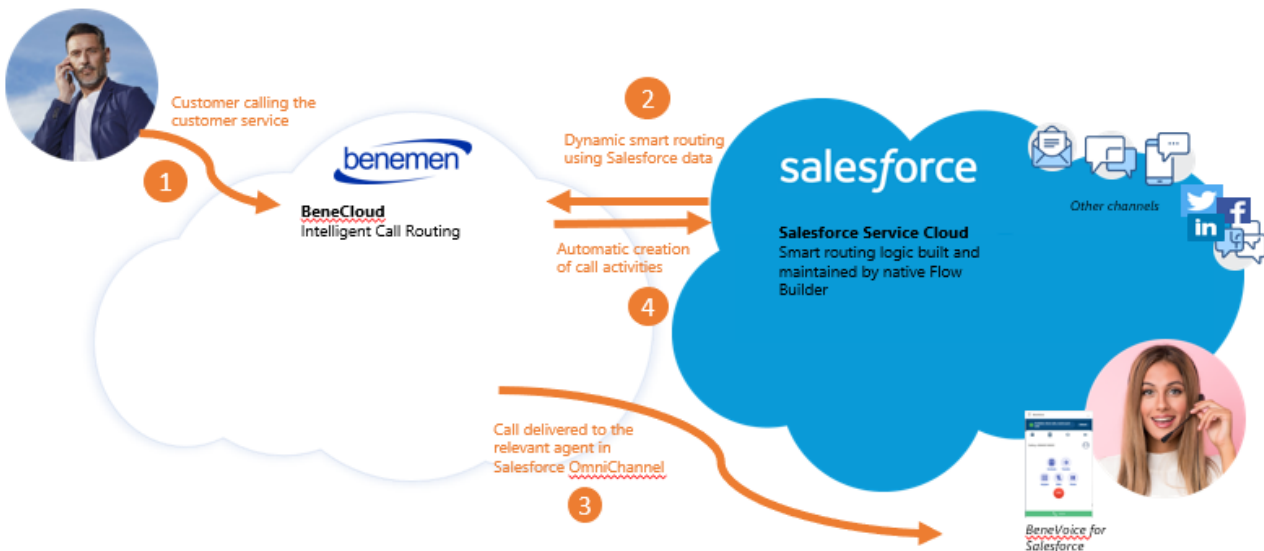 Customer calling the
customer service
1
benemen
BeneCloud
Intelligent Call Routing
2
Dynamic smart routing
using Salesforce data
Automatic creation
of call activities
4
salesforce
Salesforce Service Cloud
Smart routing logic built and
maintained by native Flow
Builder
Other channels
f
in
Call delivered to the
relevant agent in
Salesforce OmniChannel
3
BeneVoice for
Salesforce